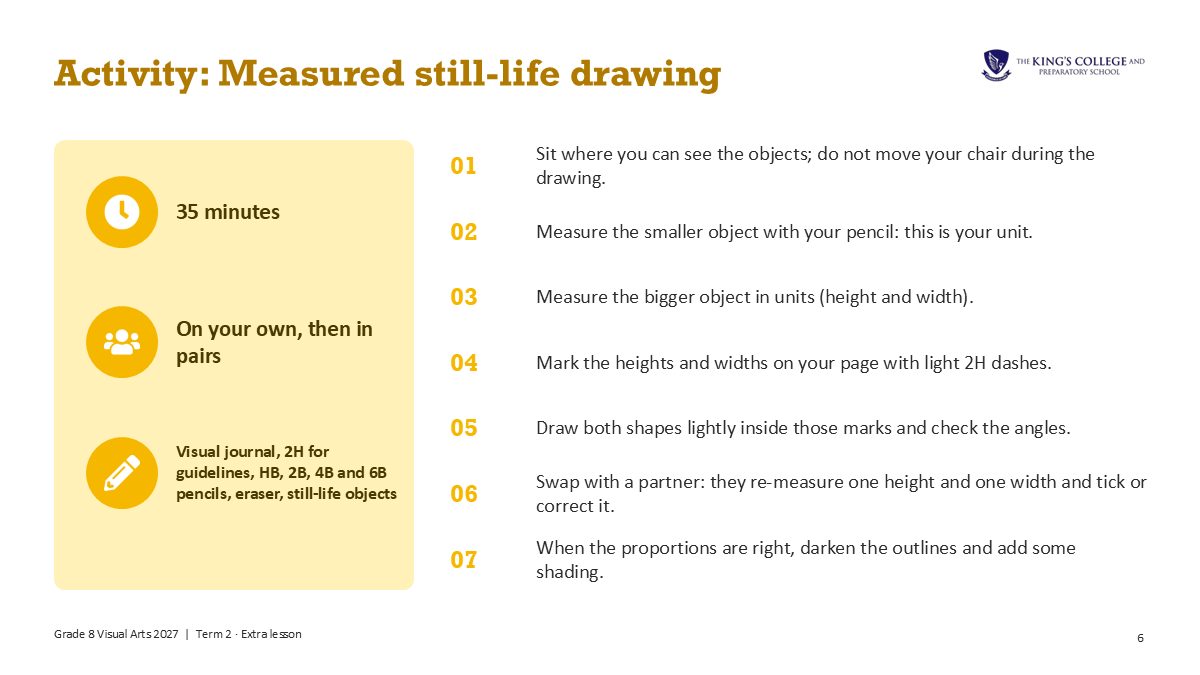 Activity: Measured still-life drawing
THE KING'S COLLEGE AND
PREPARATORY SCHOOL
35 minutes
On your own, then in
pairs
Visual journal, 2H for
guidelines, HB, 2B, 4B and 6B
pencils, eraser, still-life objects
01
Sit where you can see the objects; do not move your chair during the
drawing.
02
Measure the smaller object with your pencil: this is your unit.
03
Measure the bigger object in units (height and width).
04
Mark the heights and widths on your page with light 2H dashes.
05
Draw both shapes lightly inside those marks and check the angles.
06
Swap with a partner: they re-measure one height and one width and tick or
correct it.
07
When the proportions are right, darken the outlines and add some
shading.
Grade 8 Visual Arts 2027 | Term 2 · Extra lesson
6